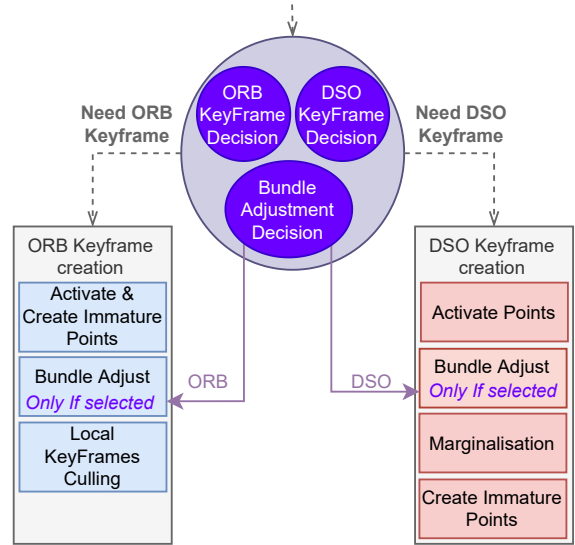 ORB
KeyFrame
Decision
DSO
KeyFrame
Decision
Bundle
Adjustment
Decision
Need ORB
Keyframe
Need DSO
Keyframe
ORB Keyframe
creation
Activate &
Create Immature
Points
Bundle Adjust
Only If selected
Local
KeyFrames
Culling
ORB
DSO
DSO Keyframe
creation
Activate Points
Bundle Adjust
Only If selected
Marginalisation
Create Immature
Points